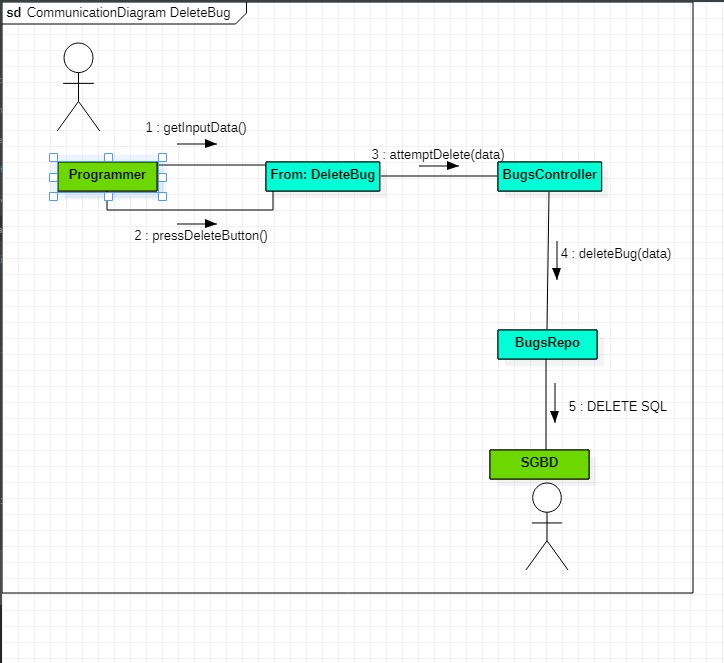 sd CommunicationDiagram DeleteBug
1 : getInputData()
3 : attemptDelete(data)
Programmer
From: DeleteBug
BugsController
2 : pressDeleteButton()
4 : deleteBug(data)
BugsRepo
5 : DELETE SQL
SGBD